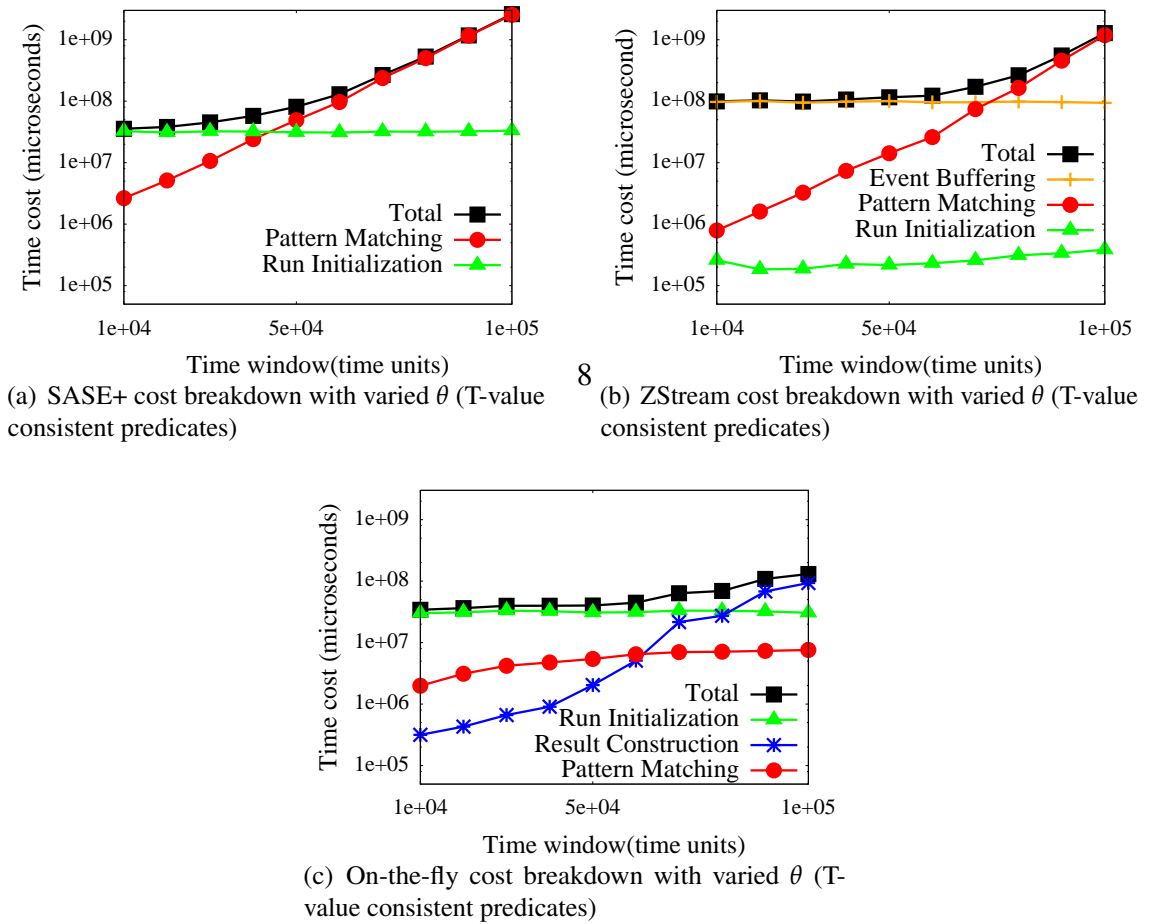 Time cost (microseconds)
1e+09
1e+08
1e+07
1e+06
1e+05
Total
Pattern Matching
Run Initialization
1e+04
5e+04
1e+05
Time window(time units)
(a) SASE+ cost breakdown with varied θ (T-value
consistent predicates)
Time cost (microsecond)
1e+09
1e+08
1e+07
1e+06
1e+05
Total
Event Buffering
Pattern Matching
Run Initialization
1e+04
5e+04
1e+05
Time window(time units)
8
(b) ZStream cost breakdown with varied θ (T-value
consistent predicates)
Time cost (microseconds)
1e+09
1e+08
1e+07
1e+06
1e+05
Total
Run Initialization
Result Construction
Pattern Matching
1e+04
5e+04
1e+05
Time window(time units)
(c) On-the-fly cost breakdown with varied θ (T-
value consistent predicates)